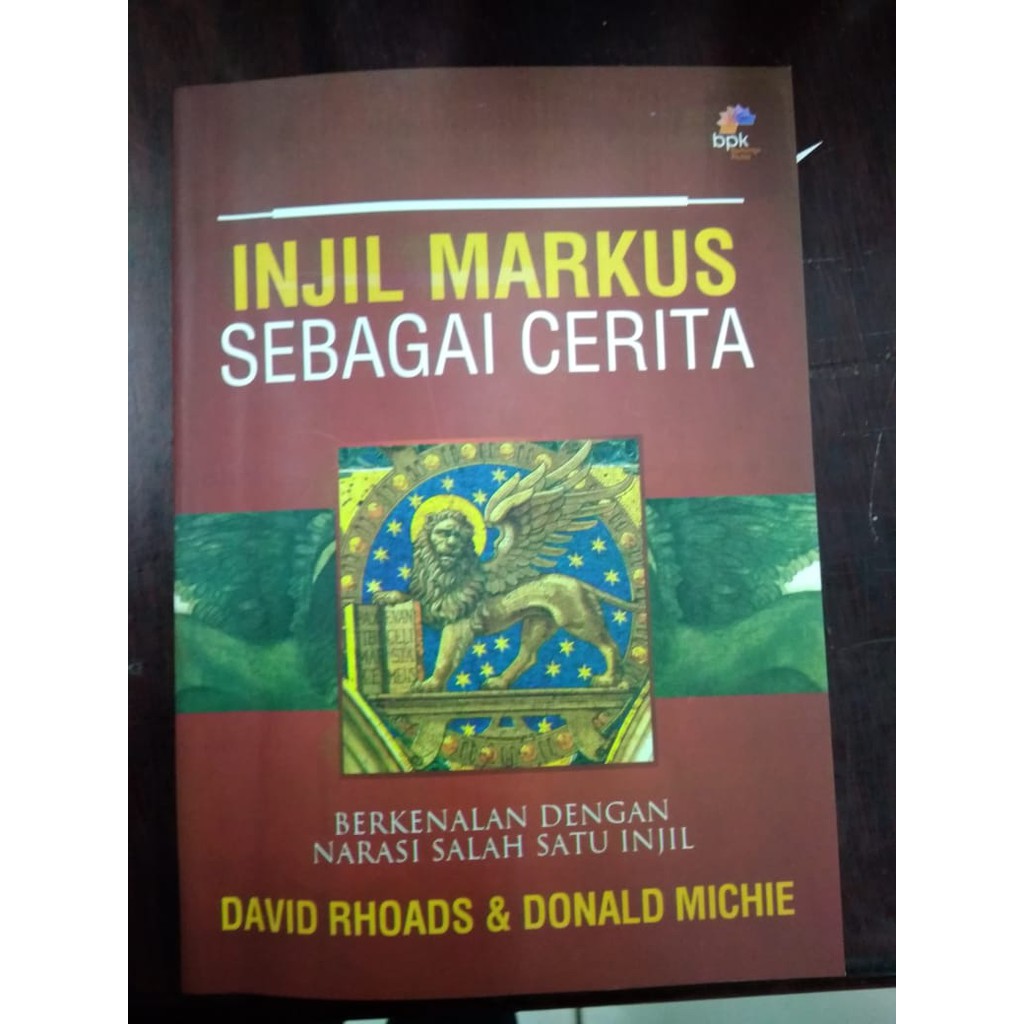 bpk
INJIL MARKUS
SEBAGAI CERITA
BERKENALAN DENGAN
NARASI SALAH SATU INJIL
DAVID RHOADS & DONALD MICHIE